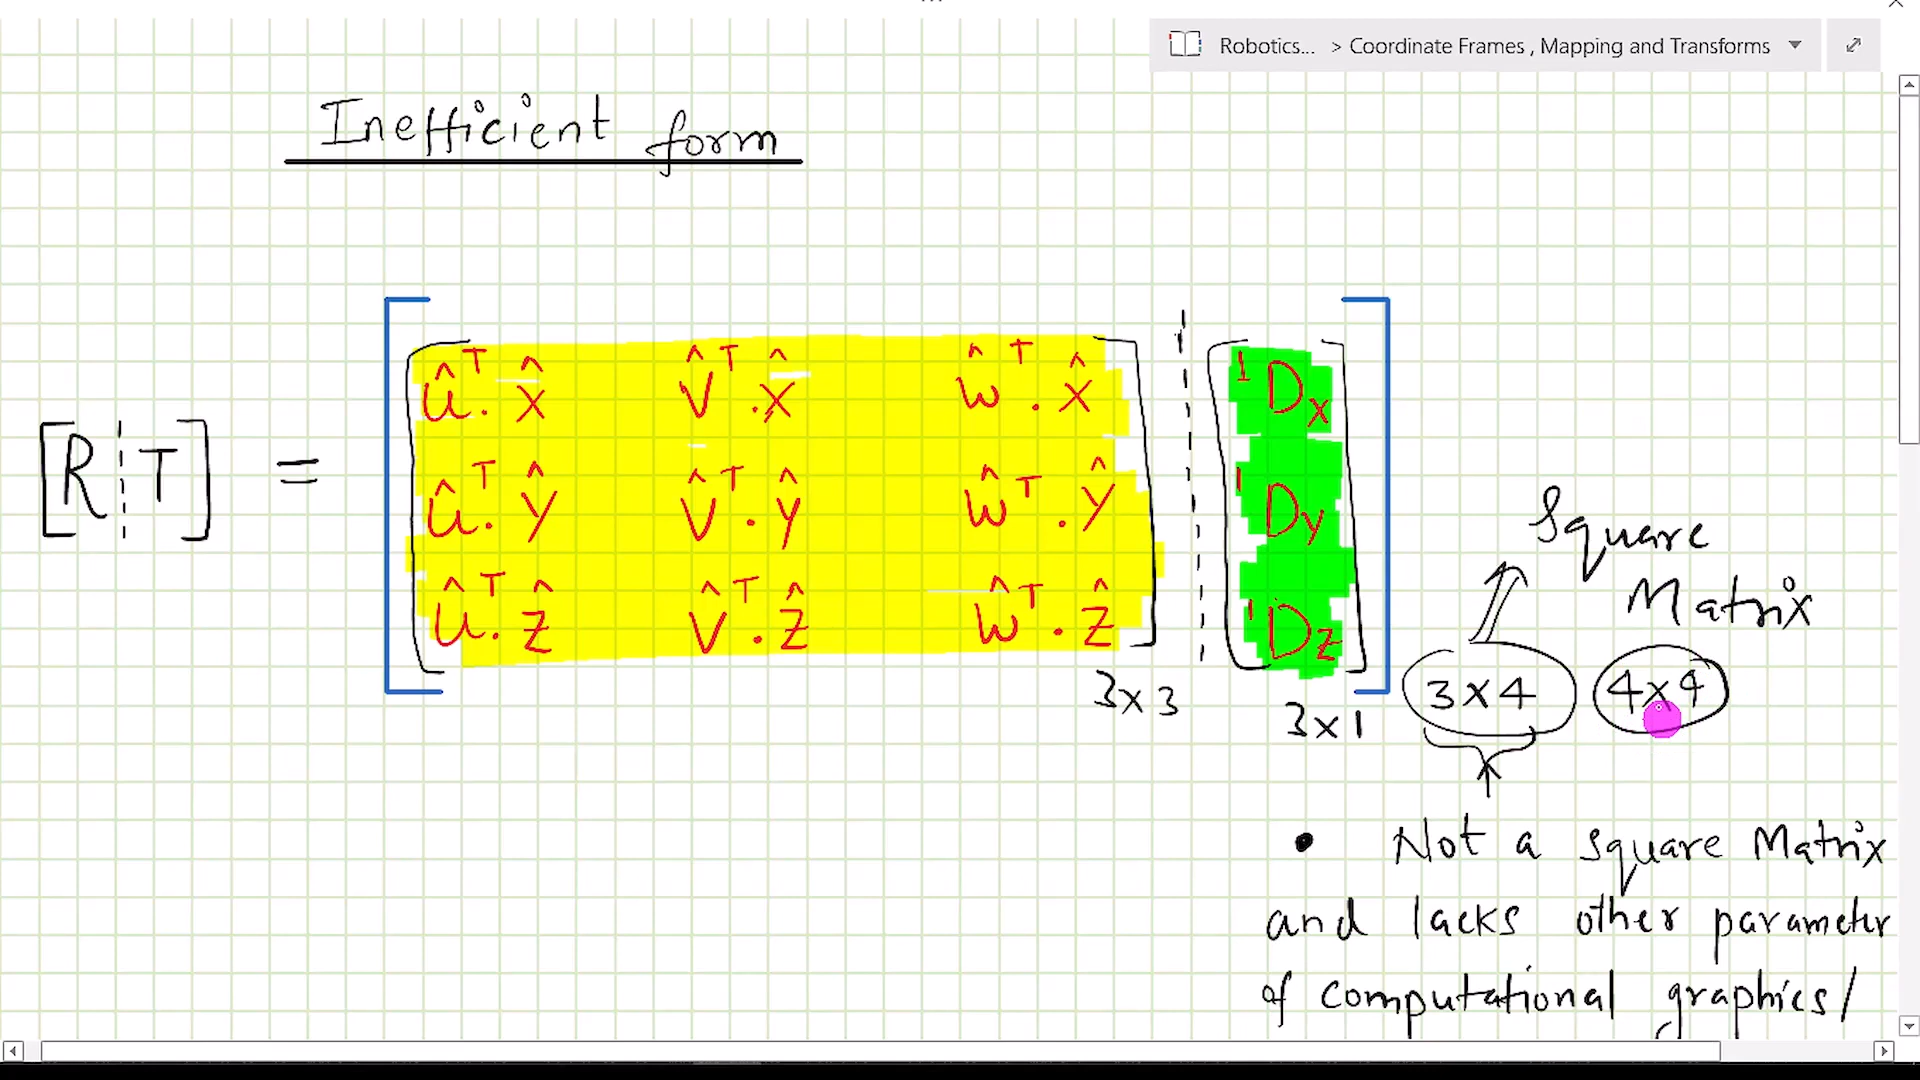 Robotics... > Coordinate Frames , Mapping and Transforms
Inefficient form
[R ¦ T] =
û^T . x̂ v̂^T . x̂ ŵ^T . x̂ ¹Dx
û^T . ŷ v̂^T . ŷ ŵ^T . ŷ ¹Dy
û^T . ẑ v̂^T . ẑ ŵ^T . ẑ ¹Dz
3x3
3x1
Square
Matrix
3x4 4x4
• Not a square Matrix
and lacks other parameter
of computational graphics/